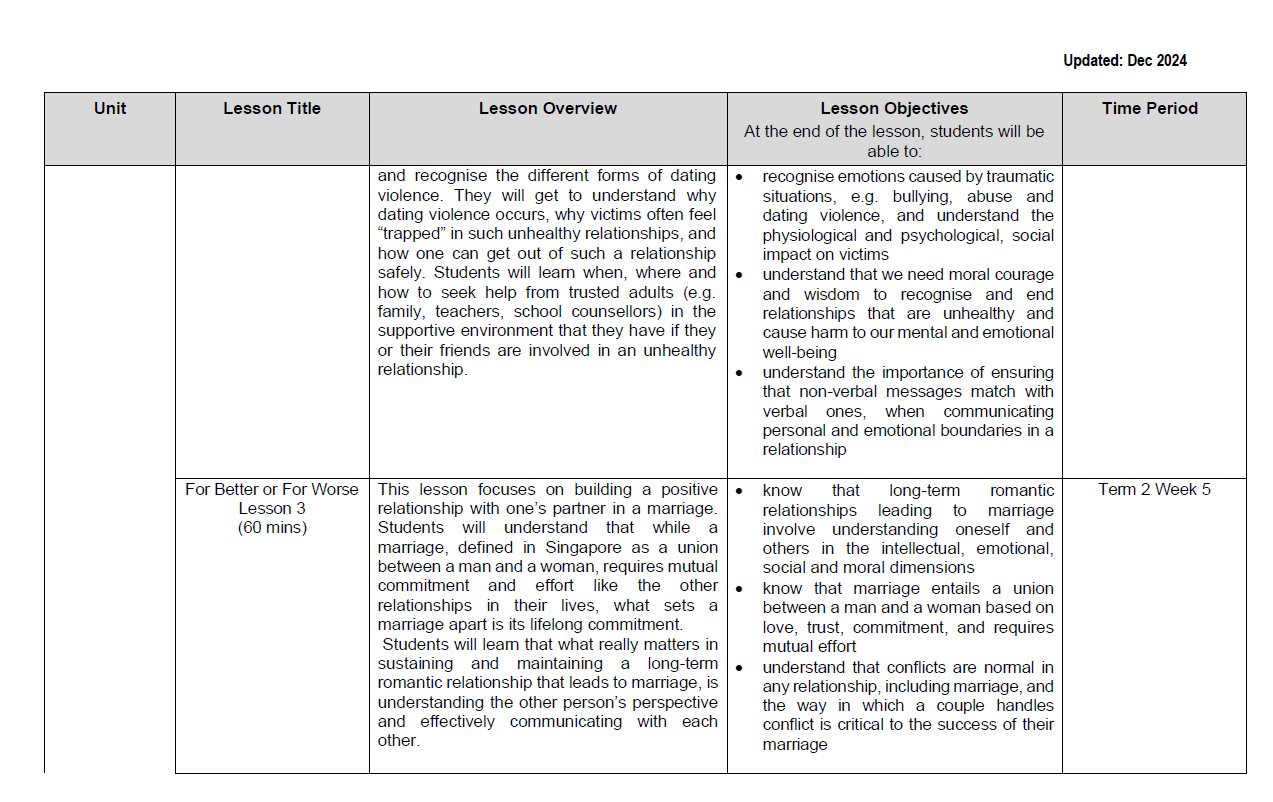 Updated: Dec 2024
Unit
Lesson Title
Lesson Overview
Lesson Objectives
At the end of the lesson, students will be
able to:
Time Period
and recognise the different forms of dating
violence. They will get to understand why
dating violence occurs, why victims often feel
“trapped” in such unhealthy relationships, and
how one can get out of such a relationship
safely. Students will learn when, where and
how to seek help from trusted adults (e.g.
family, teachers, school counsellors) in the
supportive environment that they have if they
or their friends are involved in an unhealthy
relationship.
• recognise emotions caused by traumatic
situations, e.g. bullying, abuse and
dating violence, and understand the
physiological and psychological, social
impact on victims
• understand that we need moral courage
and wisdom to recognise and end
relationships that are unhealthy and
cause harm to our mental and emotional
well-being
• understand the importance of ensuring
that non-verbal messages match with
verbal ones, when communicating
personal and emotional boundaries in a
relationship
For Better or For Worse
Lesson 3
(60 mins)
This lesson focuses on building a positive
relationship with one’s partner in a marriage.
Students will understand that while a
marriage, defined in Singapore as a union
between a man and a woman, requires mutual
commitment and effort like the other
relationships in their lives, what sets a
marriage apart is its lifelong commitment.
Students will learn that what really matters in
sustaining and maintaining a long-term
romantic relationship that leads to marriage, is
understanding the other person’s perspective
and effectively communicating with each
other.
• know that long-term romantic
relationships leading to marriage
involve understanding oneself and
others in the intellectual, emotional,
social and moral dimensions
• know that marriage entails a union
between a man and a woman based on
love, trust, commitment, and requires
mutual effort
• understand that conflicts are normal in
any relationship, including marriage, and
the way in which a couple handles
conflict is critical to the success of their
marriage
Term 2 Week 5